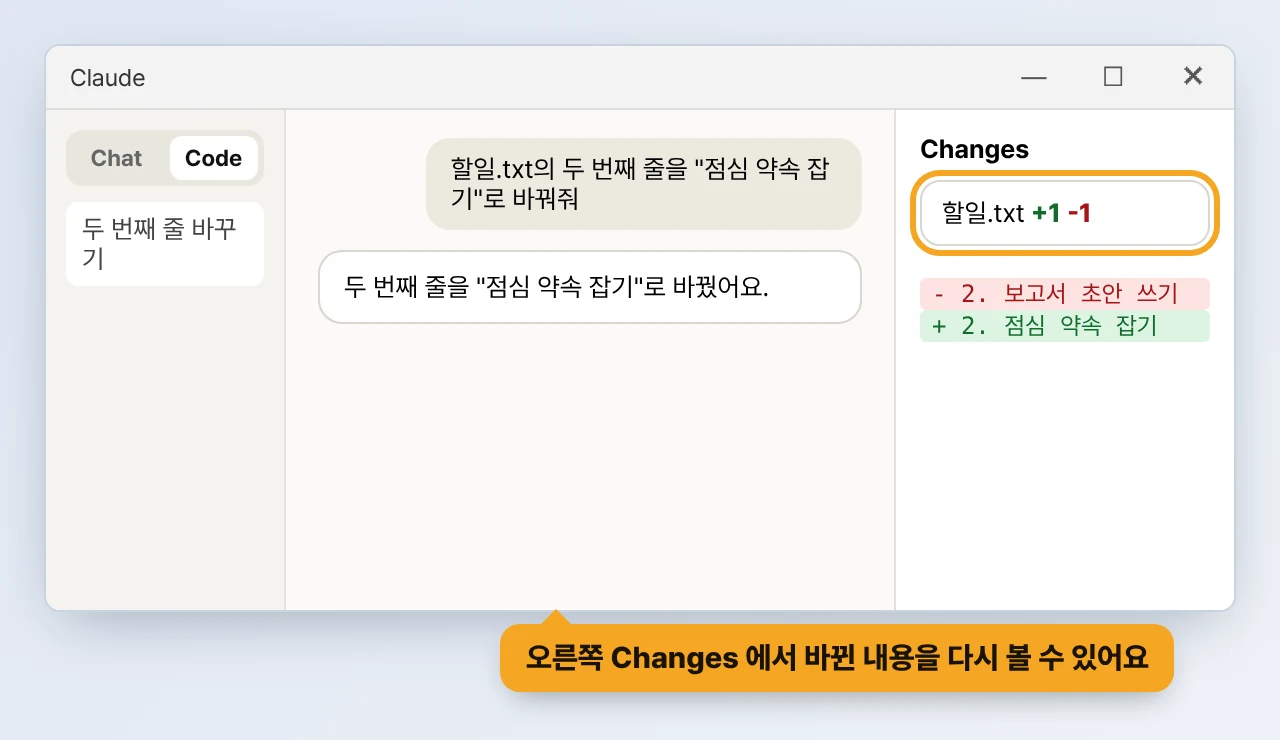 Claude
Chat Code
두 번째 줄 바꾸
기
할일.txt의 두 번째 줄을 "점심 약속 잡
기"로 바꿔줘
두 번째 줄을 "점심 약속 잡기"로 바꿨어요.
Changes
할일.txt +1 -1
- 2. 보고서 초안 쓰기
+ 2. 점심 약속 잡기
오른쪽 Changes 에서 바뀐 내용을 다시 볼 수 있어요